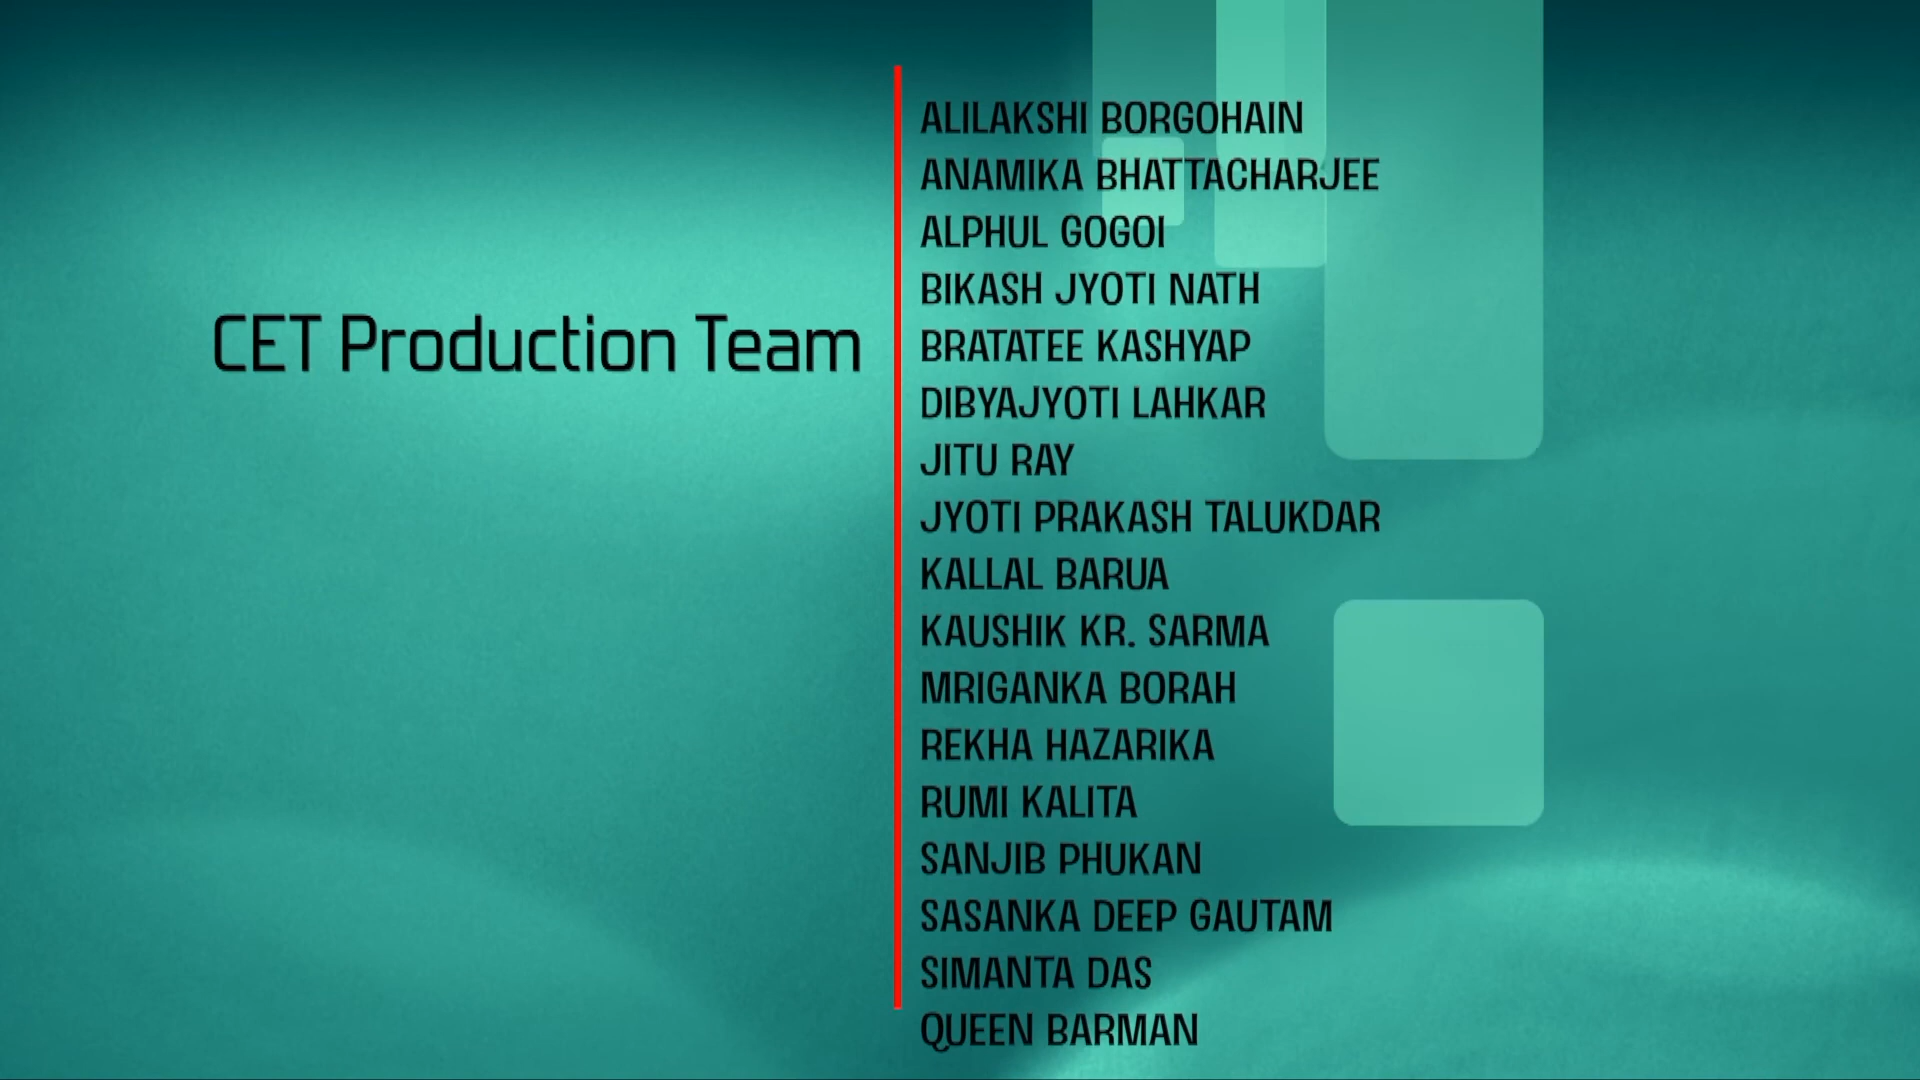 CET Production Team
ALILAKSHI BORGOHAIN
ANAMIKA BHATTACHARJEE
ALPHUL GOGOI
BIKASH JYOTI NATH
BRATATEE KASHYAP
DIBYAJYOTI LAHKAR
JITU RAY
JYOTI PRAKASH TALUKDAR
KALLAL BARUA
KAUSHIK KR. SARMA
MRIGANKA BORAH
REKHA HAZARIKA
RUMI KALITA
SANJIB PHUKAN
SASANKA DEEP GAUTAM
SIMANTA DAS
QUEEN BARMAN